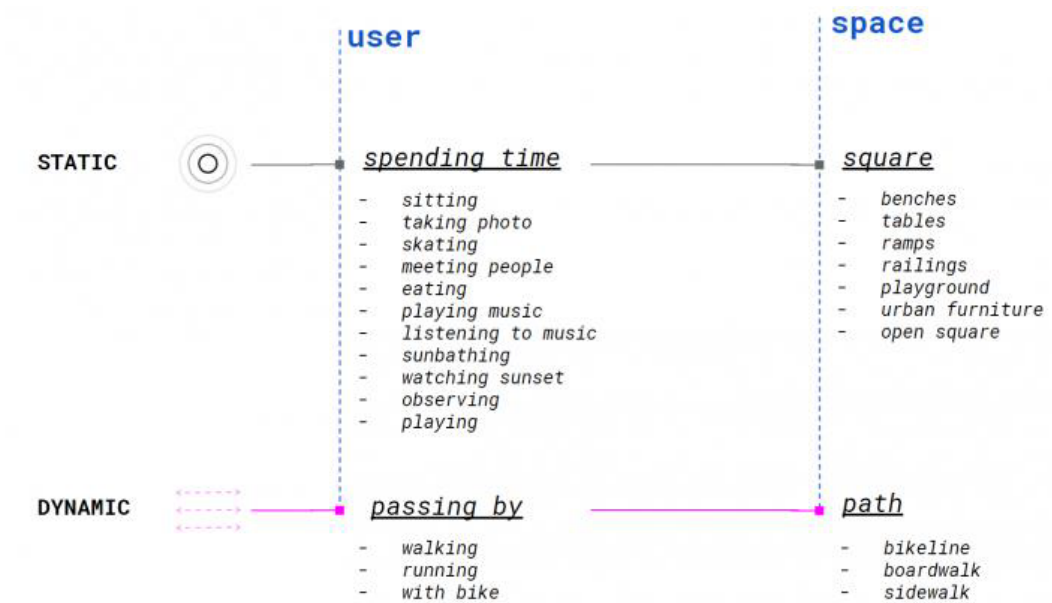 user
space
STATIC
spending time
square
- sitting
- taking photo
- skating
- meeting people
- eating
- playing music
- listening to music
- sunbathing
- watching sunset
- observing
- playing
- benches
- tables
- ramps
- railings
- playground
- urban furniture
- open square
DYNAMIC
passing by
path
- walking
- running
- with bike
- bikeline
- boardwalk
- sidewalk